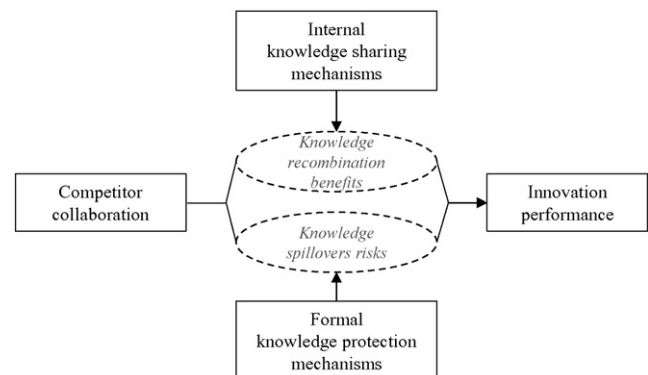 Internal
knowledge sharing
mechanisms
Knowledge
recombination
benefits
Competitor
collaboration
Innovation
performance
Knowledge
spillovers risks
Formal
knowledge protection
mechanisms